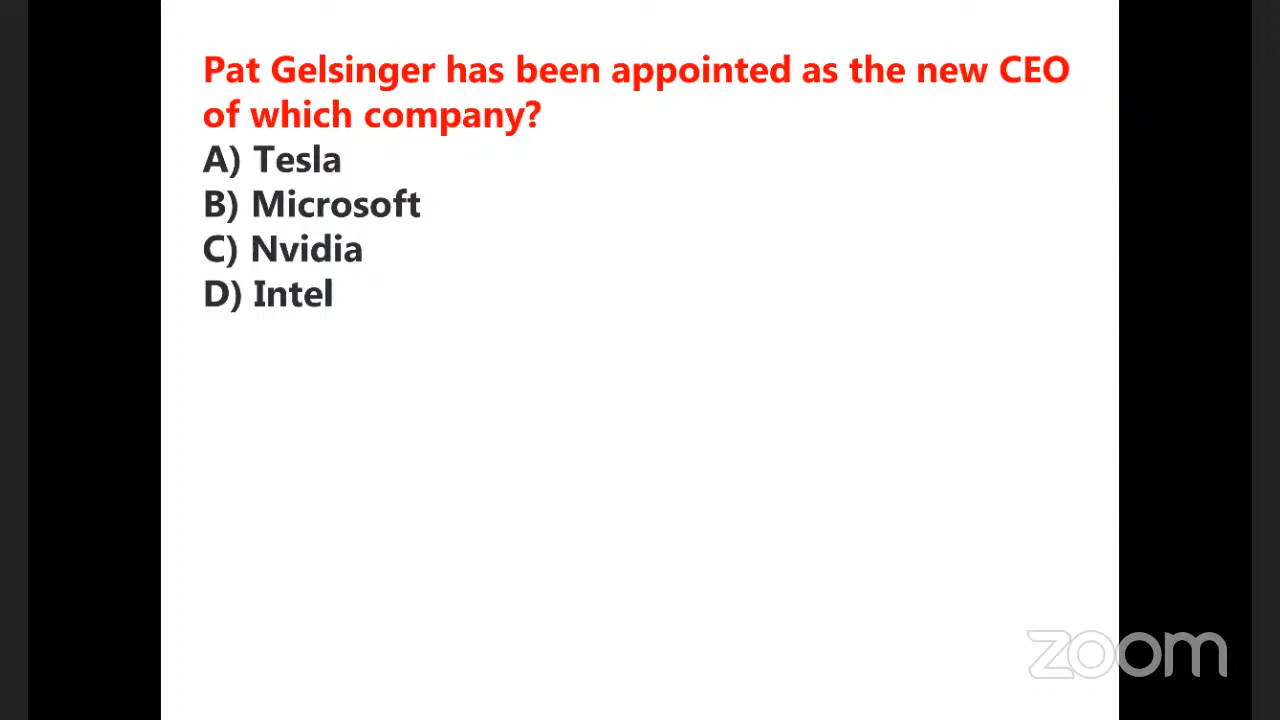 Pat Gelsinger has been appointed as the new CEO
of which company?
A) Tesla
B) Microsoft
C) Nvidia
D) Intel
zoom